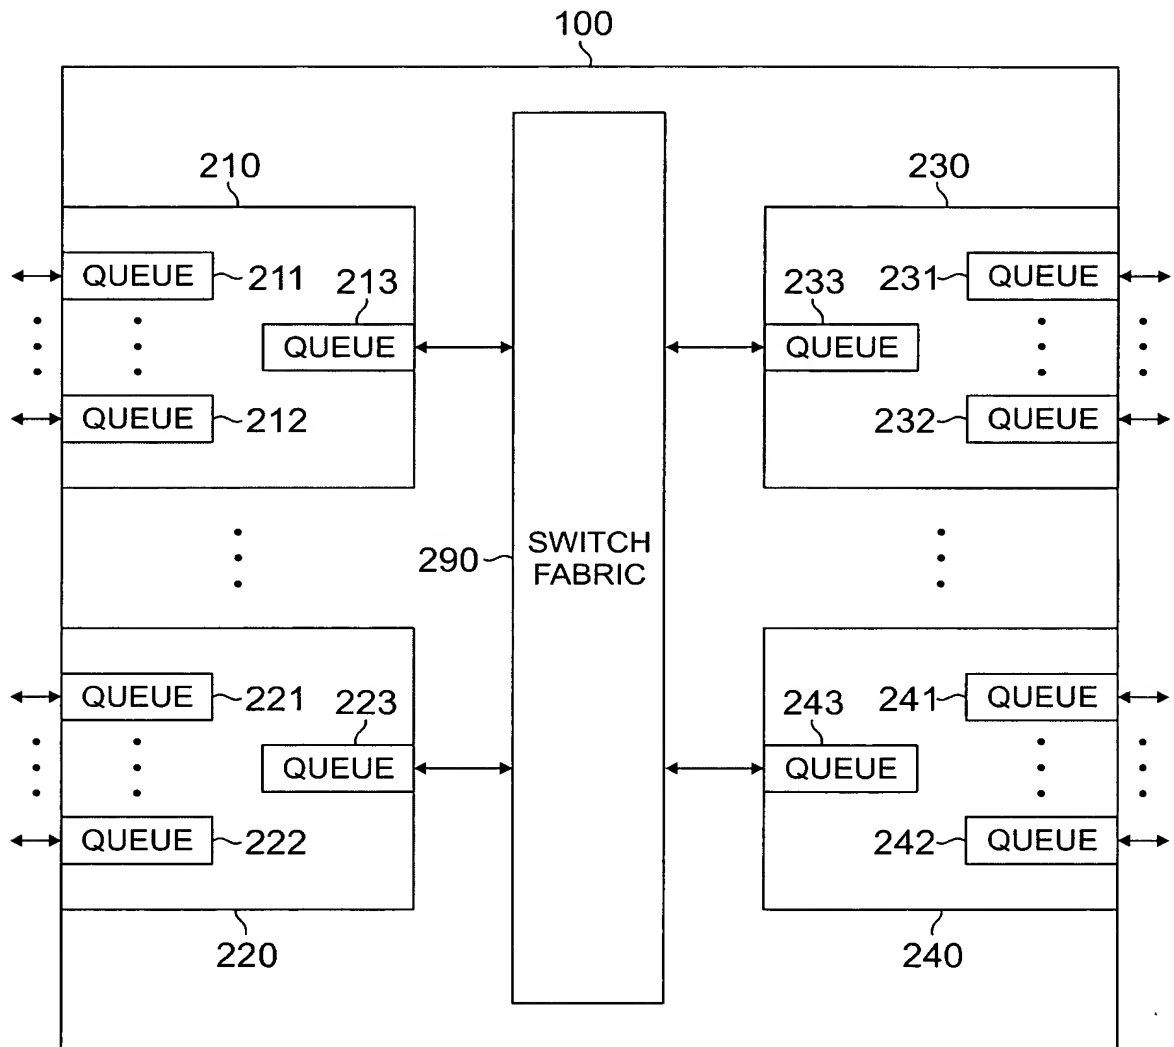 100
210
230
QUEUE 211 213 233 231 QUEUE
QUEUE QUEUE
QUEUE 212 232 QUEUE
290 SWITCH
FABRIC
QUEUE 221 223 243 241 QUEUE
QUEUE QUEUE
QUEUE 222 242 QUEUE
220
240